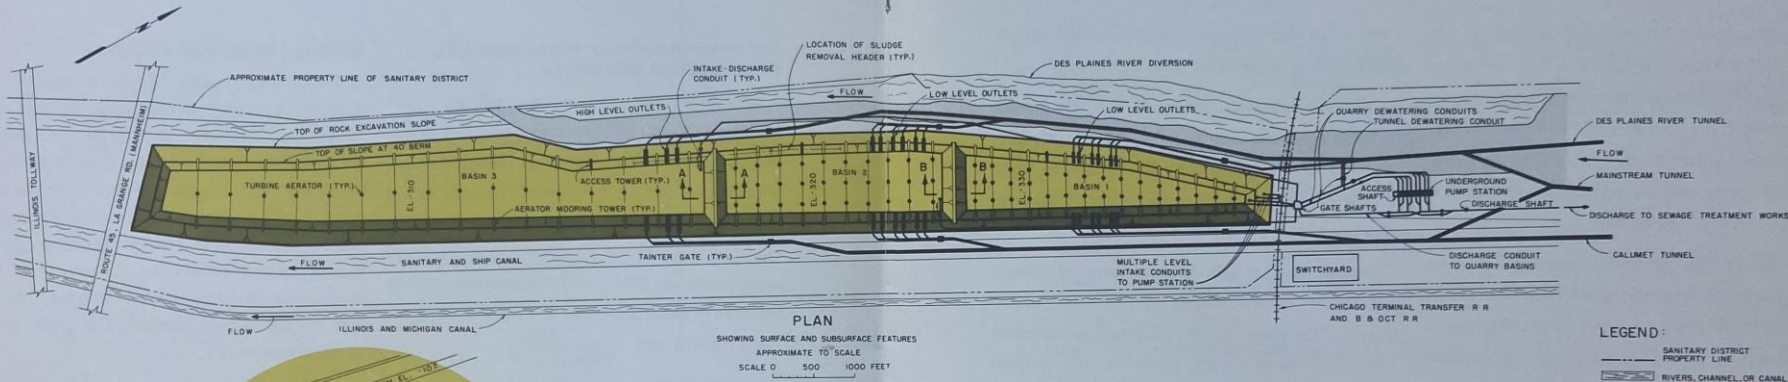 APPROXIMATE PROPERTY LINE OF SANITARY DISTRICT
INTAKE-DISCHARGE
CONDUIT (TYP.)
LOCATION OF SLUDGE
REMOVAL HEADER (TYP.)
DES PLAINES RIVER DIVERSION
FLOW
HIGH LEVEL OUTLETS
LOW LEVEL OUTLETS
LOW LEVEL OUTLETS
QUARRY DEWATERING CONDUITS
TUNNEL DEWATERING CONDUIT
DES PLAINES RIVER TUNNEL
FLOW
MAINSTREAM TUNNEL
ILLINOIS TOLLWAY
ROUTE 45, LA GRANGE RD. (MANNHEIM)
TOP OF ROCK EXCAVATION SLOPE
TOP OF SLOPE AT 40' BERM
TURBINE AERATOR (TYP.)
EL.-310
BASIN 3
ACCESS TOWER (TYP.)
AERATOR MOORING TOWER (TYP.)
A
A
EL.-320
BASIN 2
B
B
EL.-330
BASIN 1
ACCESS
SHAFT
UNDERGROUND
PUMP STATION
GATE SHAFTS
DISCHARGE SHAFT
DISCHARGE TO SEWAGE TREATMENT WORKS
FLOW
SANITARY AND SHIP CANAL
TAINTER GATE (TYP.)
MULTIPLE LEVEL
INTAKE CONDUITS
TO PUMP STATION
SWITCHYARD
DISCHARGE CONDUIT
TO QUARRY BASINS
CALUMET TUNNEL
FLOW
ILLINOIS AND MICHIGAN CANAL
CHICAGO TERMINAL TRANSFER R R
AND B & OCT R R
PLAN
SHOWING SURFACE AND SUBSURFACE FEATURES
APPROXIMATE TO SCALE
SCALE 0 500 1000 FEET
EL. -10±
LEGEND:
SANITARY DISTRICT
PROPERTY LINE
RIVERS, CHANNEL, OR CANAL